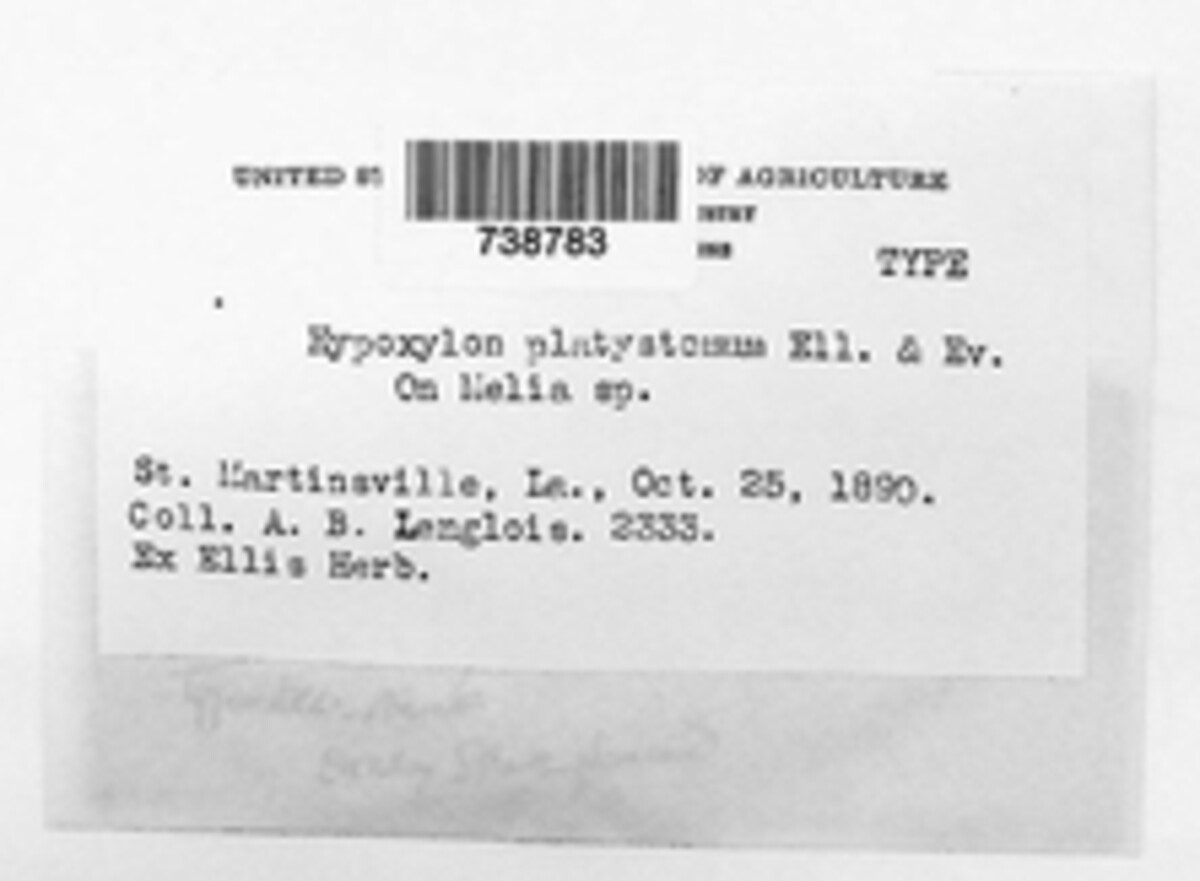 UNITED ST OF AGRICULTURE
738783
TYPE
Hypoxylon platystomum Ell. & Ev.
On Melia sp.
St. Martinsville, La., Oct. 25, 1890.
Coll. A. B. Langlois. 2333.
Ex Ellis Herb.